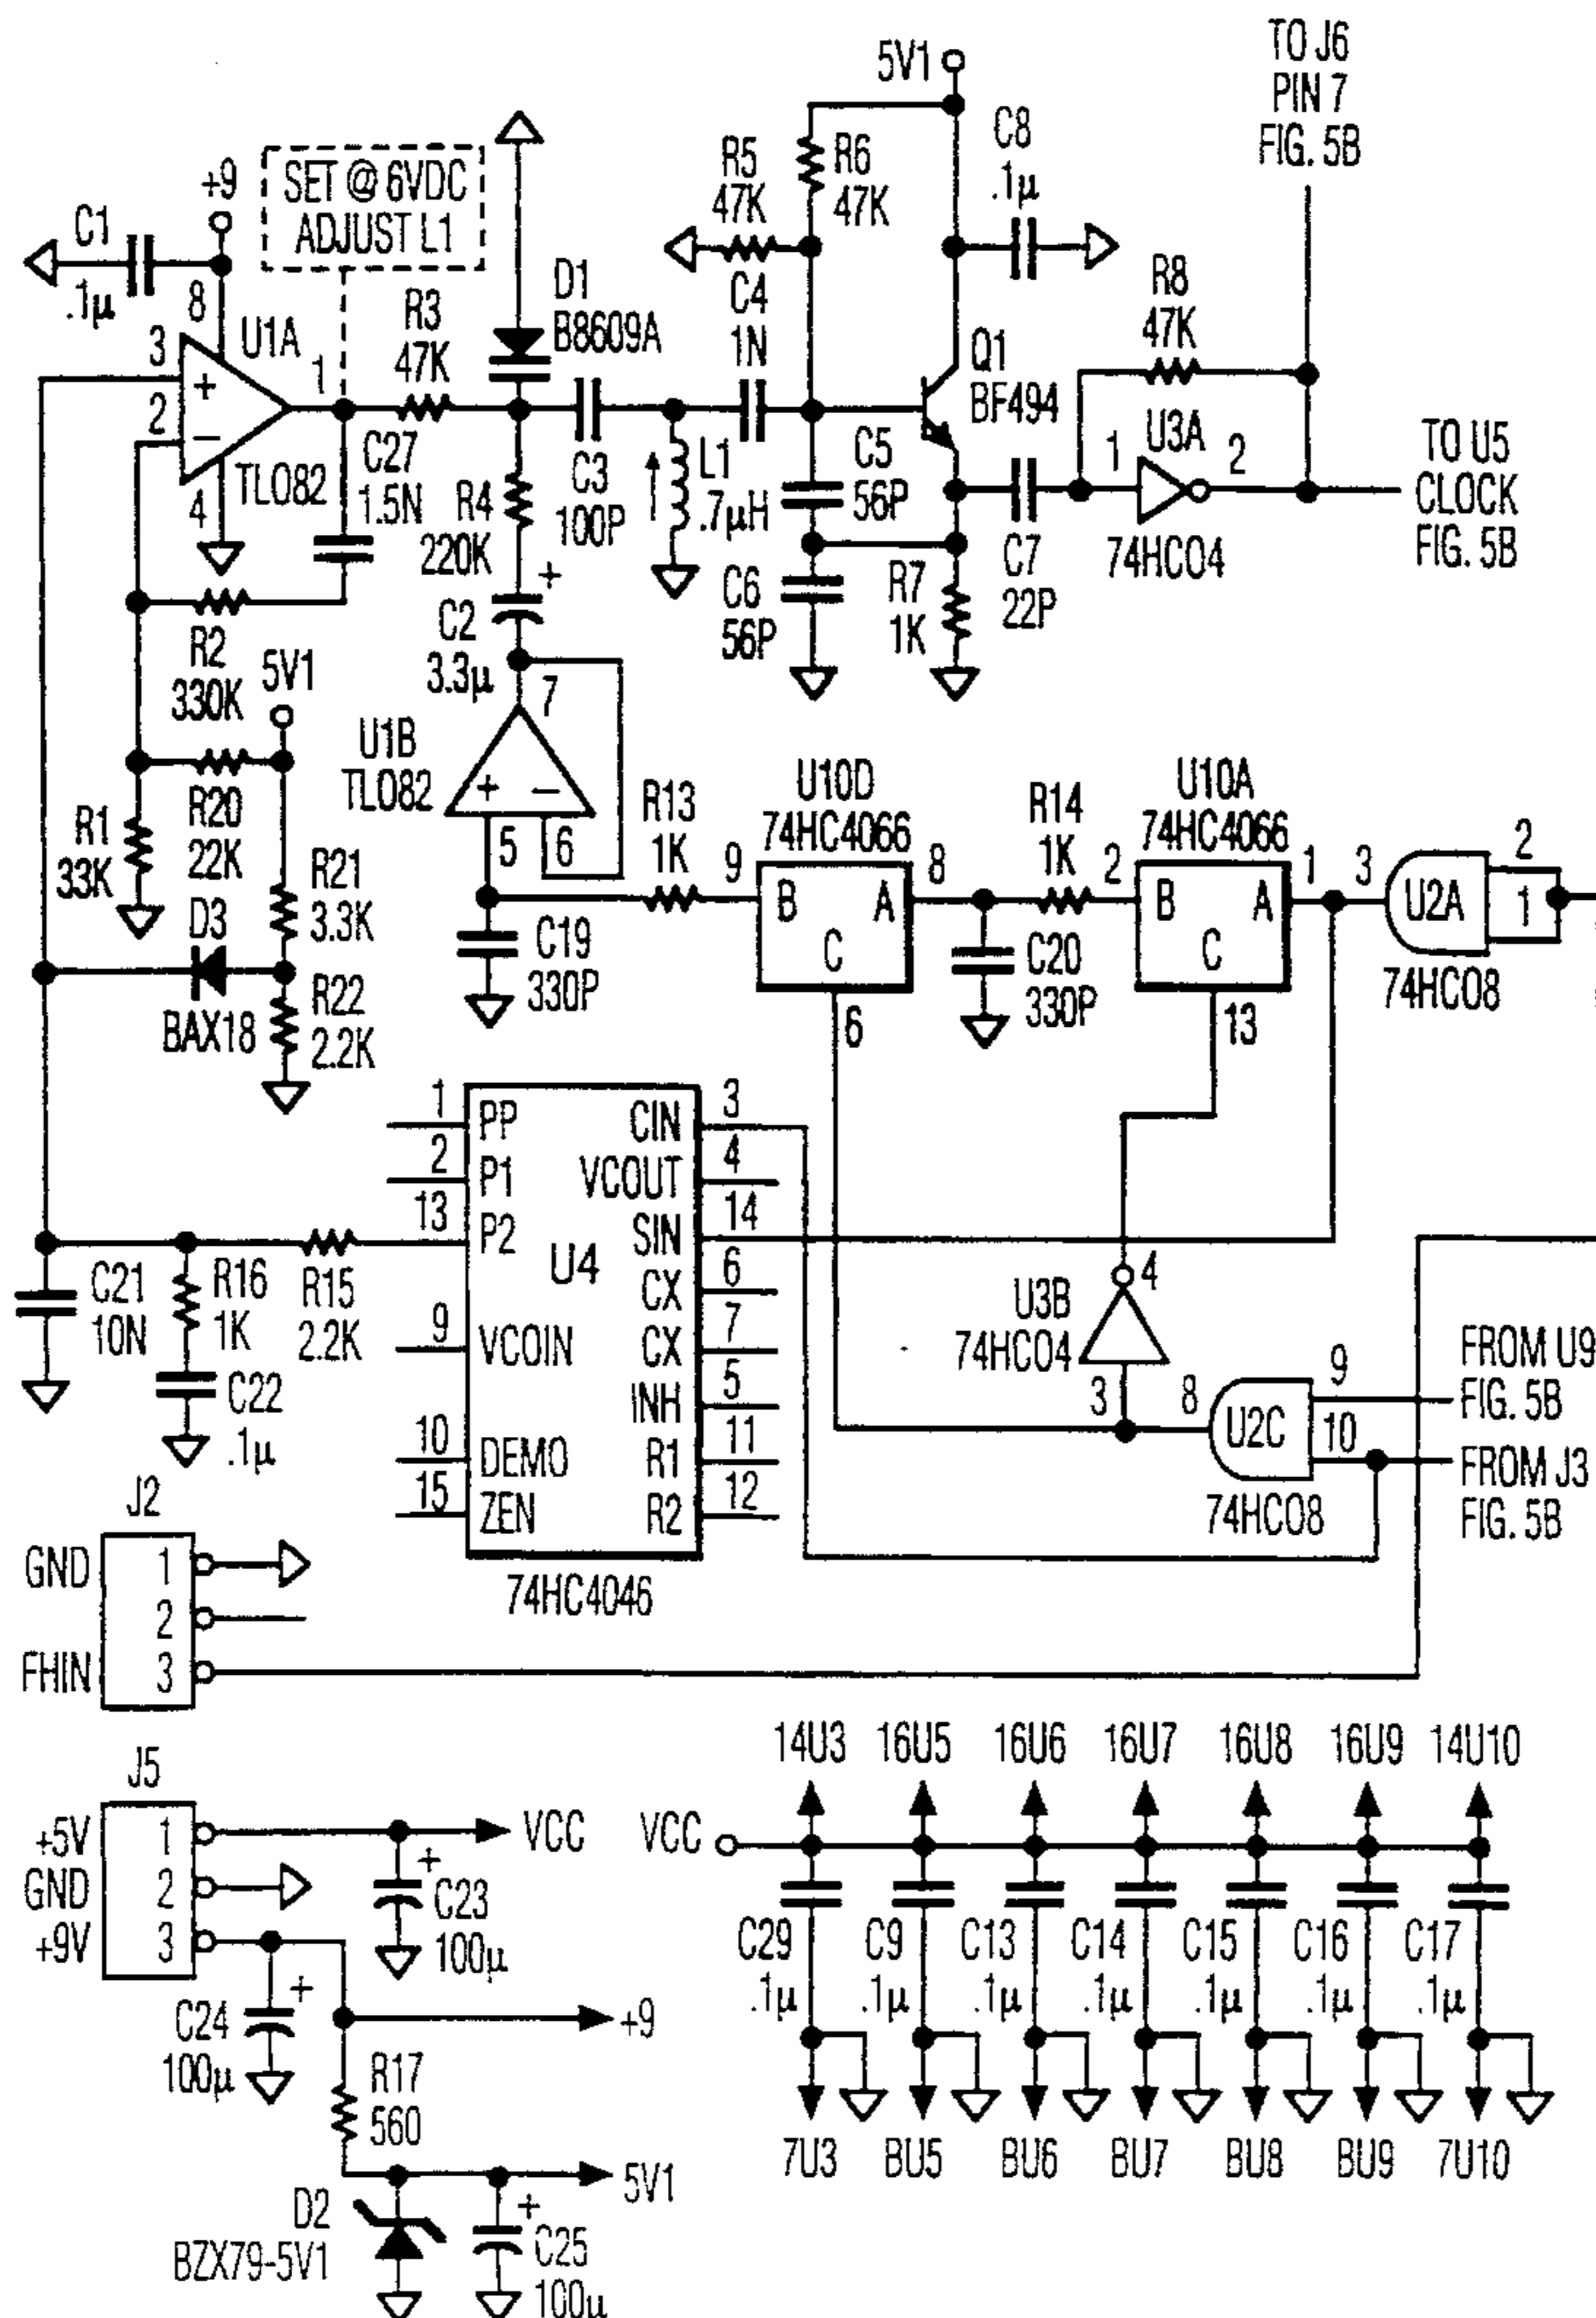 TO J6
PIN 7
FIG. 5B
5V1
C8
.1µ
R5
47K
R6
47K
SET @ 6VDC
ADJUST L1
+9
C1
.1µ
8
3
2
+
−
U1A
1
4
TLO82
R3
47K
D1
B8609A
C4
1N
Q1
BF494
R8
47K
U3A
1
2
74HCO4
TO U5
CLOCK
FIG. 5B
C27
1.5N
R4
220K
+
C2
3.3µ
C3
100P
L1
.7µH
C5
56P
C6
56P
R7
1K
C7
22P
R2
330K
5V1
R20
22K
R1
33K
R21
3.3K
D3
BAX18
R22
2.2K
U1B
TLO82
7
+
−
5
6
R13
1K
9
U10D
74HC4066
B
A
C
8
6
C19
330P
R14
1K
2
C20
330P
U10A
74HC4066
B
A
C
1
13
3
U2A
2
1
74HCO8
1
PP
2
P1
13
P2
U4
9
VCOIN
10
DEMO
15
ZEN
CIN
3
VCOUT
4
SIN
14
CX
6
CX
7
INH
5
R1
11
R2
12
74HC4046
C21
10N
R16
1K
R15
2.2K
C22
.1µ
U3B
74HCO4
4
3
8
U2C
9
10
74HCO8
FROM U9
FIG. 5B
FROM J3
FIG. 5B
J2
GND
1
2
FHIN
3
J5
+5V
1
GND
2
+9V
3
VCC
+
C23
100µ
+
C24
100µ
+9
R17
560
5V1
D2
BZX79-5V1
+
C25
100µ
14U3
16U5
16U6
16U7
16U8
16U9
14U10
VCC
C29
.1µ
C9
.1µ
C13
.1µ
C14
.1µ
C15
.1µ
C16
.1µ
C17
.1µ
7U3
BU5
BU6
BU7
BU8
BU9
7U10